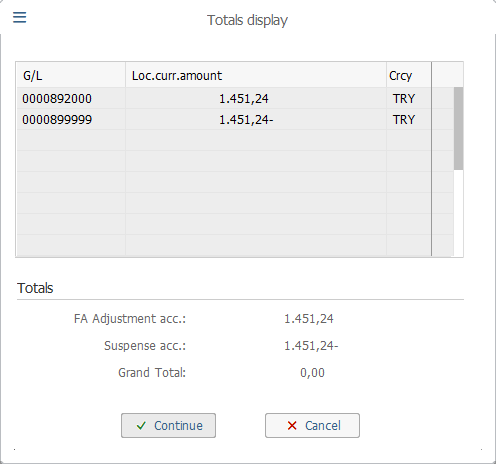 Totals display
G/L Loc.curr.amount Crcy
0000892000 1.451,24 TRY
0000899999 1.451,24- TRY
Totals
FA Adjustment acc.: 1.451,24
Suspense acc.: 1.451,24-
Grand Total: 0,00
Continue Cancel